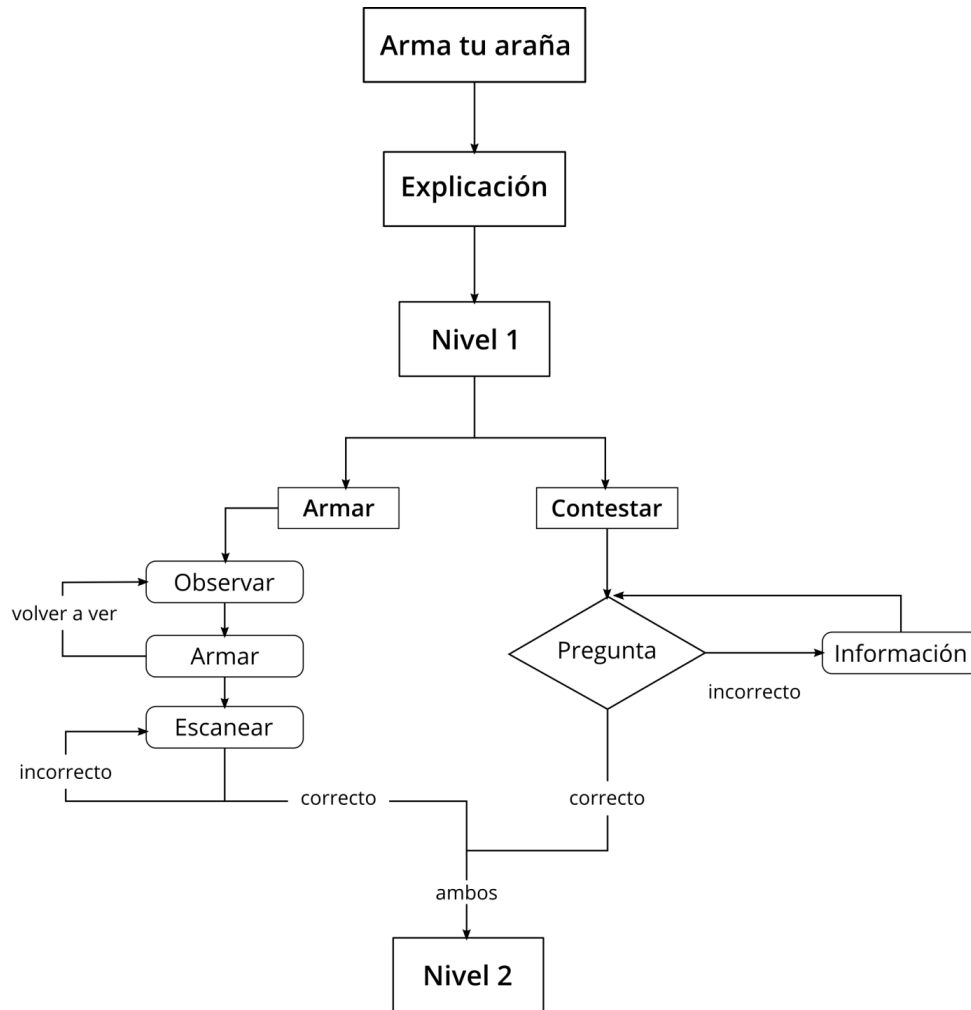 Arma tu araña
Explicación
Nivel 1
Armar
Contestar
Observar
volver a ver
Armar
Pregunta
Información
incorrecto
Escanear
incorrecto
correcto
correcto
ambos
Nivel 2